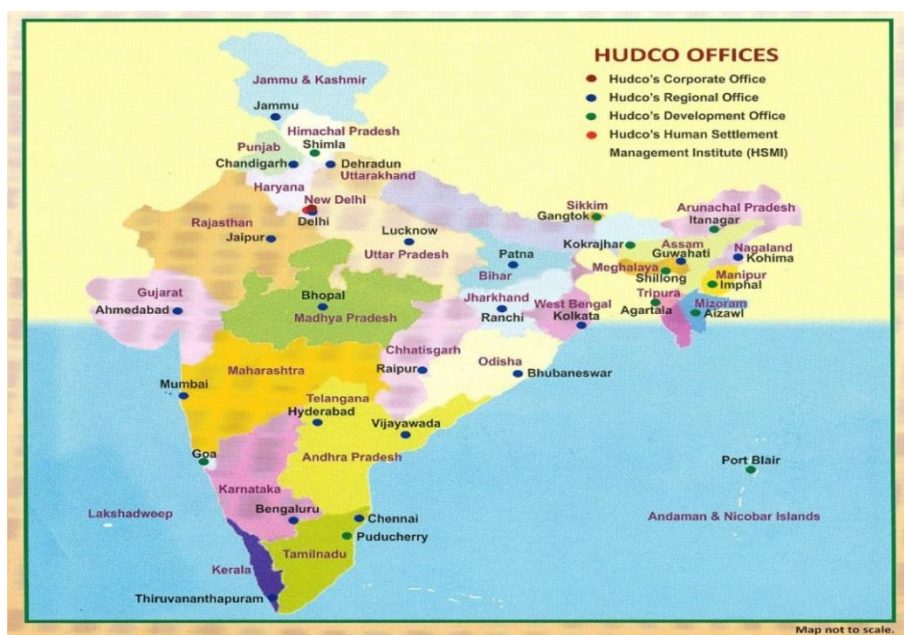 HUDCO OFFICES
Hudco's Corporate Office
Hudco's Regional Office
Hudco's Development Office
Hudco's Human Settlement
Management Institute (HSMI)
Jammu & Kashmir
Jammu
Himachal Pradesh
Shimla
Punjab
Chandigarh
Dehradun
Uttarakhand
Haryana
New Delhi
Delhi
Rajasthan
Jaipur
Lucknow
Uttar Pradesh
Patna
Bihar
Sikkim
Gangtok
Arunachal Pradesh
Itanagar
Kokrajhar
Assam
Guwahati
Nagaland
Kohima
Meghalaya
Shillong
Manipur
Imphal
Tripura
Agartala
Mizoram
Aizawl
Gujarat
Ahmedabad
Bhopal
Madhya Pradesh
Jharkhand
Ranchi
West Bengal
Kolkata
Chhatisgarh
Raipur
Odisha
Bhubaneswar
Maharashtra
Mumbai
Telangana
Hyderabad
Vijayawada
Andhra Pradesh
Goa
Karnataka
Bengaluru
Chennai
Puducherry
Tamilnadu
Kerala
Thiruvananthapuram
Lakshadweep
Port Blair
Andaman & Nicobar Islands
Map not to scale.